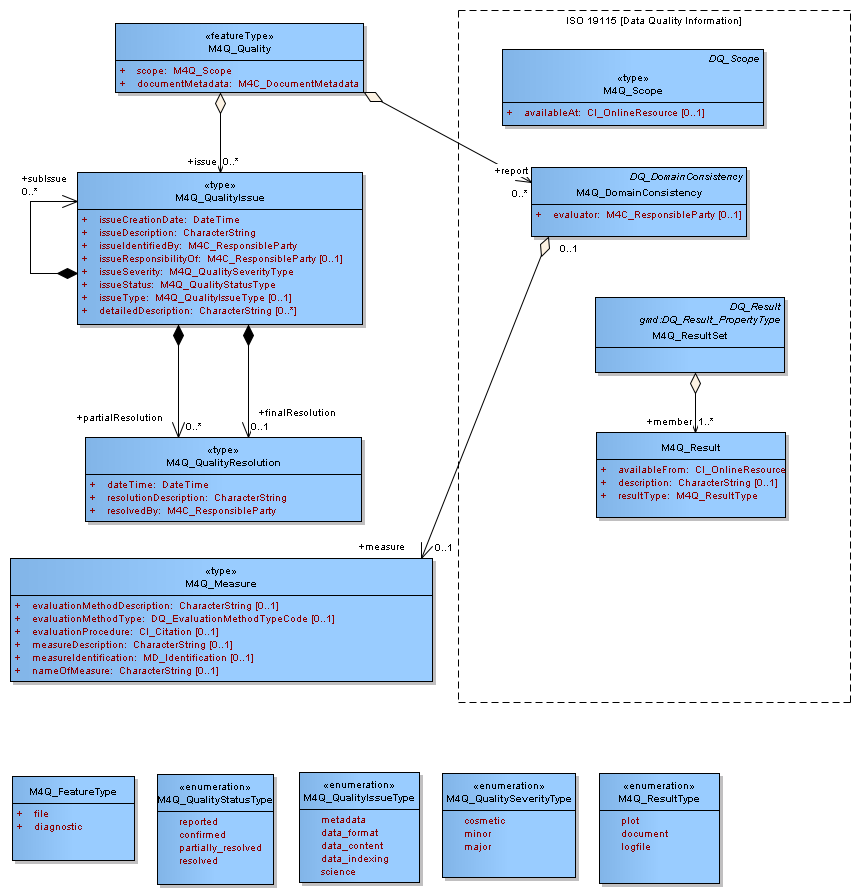 ISO 19115 [Data Quality Information]
«featureType»
M4Q_Quality
+ scope: M4Q_Scope
+ documentMetadata: M4C_DocumentMetadata
DQ_Scope
«type»
M4Q_Scope
+ availableAt: CI_OnlineResource [0..1]
+issue 0..*
+report
0..*
+subIssue
0..*
«type»
M4Q_QualityIssue
+ issueCreationDate: DateTime
+ issueDescription: CharacterString
+ issueIdentifiedBy: M4C_ResponsibleParty
+ issueResponsibilityOf: M4C_ResponsibleParty [0..1]
+ issueSeverity: M4Q_QualitySeverityType
+ issueStatus: M4Q_QualityStatusType
+ issueType: M4Q_QualityIssueType [0..1]
+ detailedDescription: CharacterString [0..*]
DQ_DomainConsistency
M4Q_DomainConsistency
+ evaluator: M4C_ResponsibleParty [0..1]
0..1
DQ_Result
gmd::DQ_Result_PropertyType
M4Q_ResultSet
+member 1..*
M4Q_Result
+ availableFrom: CI_OnlineResource
+ description: CharacterString [0..1]
+ resultType: M4Q_ResultType
+partialResolution
0..*
+finalResolution
0..1
«type»
M4Q_QualityResolution
+ dateTime: DateTime
+ resolutionDescription: CharacterString
+ resolvedBy: M4C_ResponsibleParty
+measure
0..1
«type»
M4Q_Measure
+ evaluationMethodDescription: CharacterString [0..1]
+ evaluationMethodType: DQ_EvaluationMethodTypeCode [0..1]
+ evaluationProcedure: CI_Citation [0..1]
+ measureDescription: CharacterString [0..1]
+ measureIdentification: MD_Identification [0..1]
+ nameOfMeasure: CharacterString [0..1]
M4Q_FeatureType
+ file
+ diagnostic
«enumeration»
M4Q_QualityStatusType
reported
confirmed
partially_resolved
resolved
«enumeration»
M4Q_QualityIssueType
metadata
data_format
data_content
data_indexing
science
«enumeration»
M4Q_QualitySeverityType
cosmetic
minor
major
«enumeration»
M4Q_ResultType
plot
document
logfile